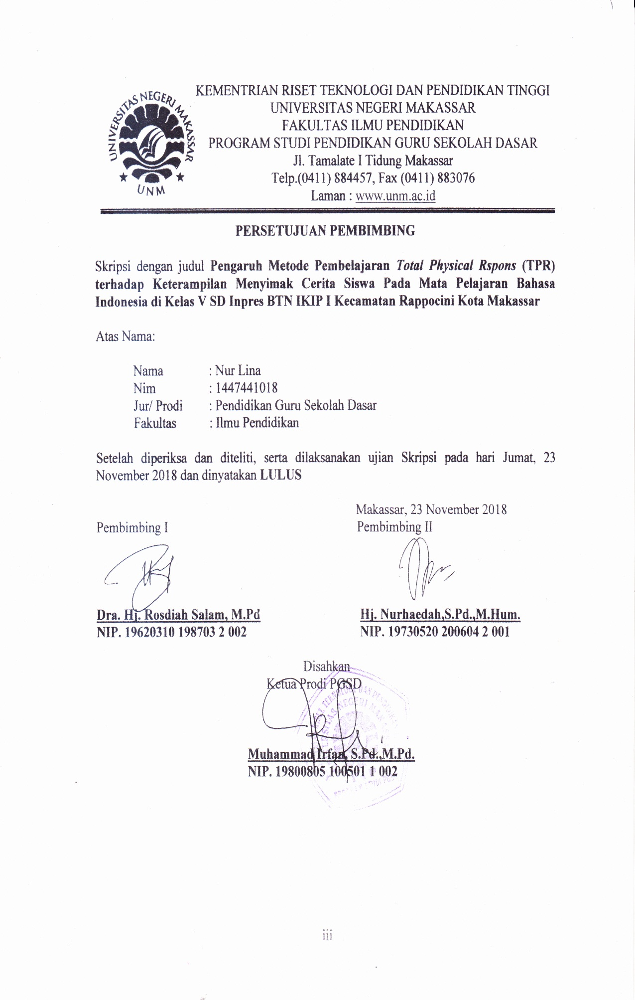 UNIVERSITAS NEGERI MAKASSAR
UNM
KEMENTRIAN RISET TEKNOLOGI DAN PENDIDIKAN TINGGI
UNIVERSITAS NEGERI MAKASSAR
FAKULTAS ILMU PENDIDIKAN
PROGRAM STUDI PENDIDIKAN GURU SEKOLAH DASAR
Jl. Tamalate I Tidung Makassar
Telp.(0411) 884457, Fax (0411) 883076
Laman : www.unm.ac.id
PERSETUJUAN PEMBIMBING
Skripsi dengan judul Pengaruh Metode Pembelajaran Total Physical Rspons (TPR)
terhadap Keterampilan Menyimak Cerita Siswa Pada Mata Pelajaran Bahasa
Indonesia di Kelas V SD Inpres BTN IKIP I Kecamatan Rappocini Kota Makassar
Atas Nama:
Nama : Nur Lina
Nim : 1447441018
Jur/ Prodi : Pendidikan Guru Sekolah Dasar
Fakultas : Ilmu Pendidikan
Setelah diperiksa dan diteliti, serta dilaksanakan ujian Skripsi pada hari Jumat, 23
November 2018 dan dinyatakan LULUS
Makassar, 23 November 2018
Pembimbing I Pembimbing II
Dra. Hj. Rosdiah Salam, M.Pd Hj. Nurhaedah,S.Pd.,M.Hum.
NIP. 19620310 198703 2 002 NIP. 19730520 200604 2 001
Disahkan
Ketua Prodi PGSD
Muhammad Irfan, S.Pd.,M.Pd.
NIP. 19800805 100501 1 002
iii